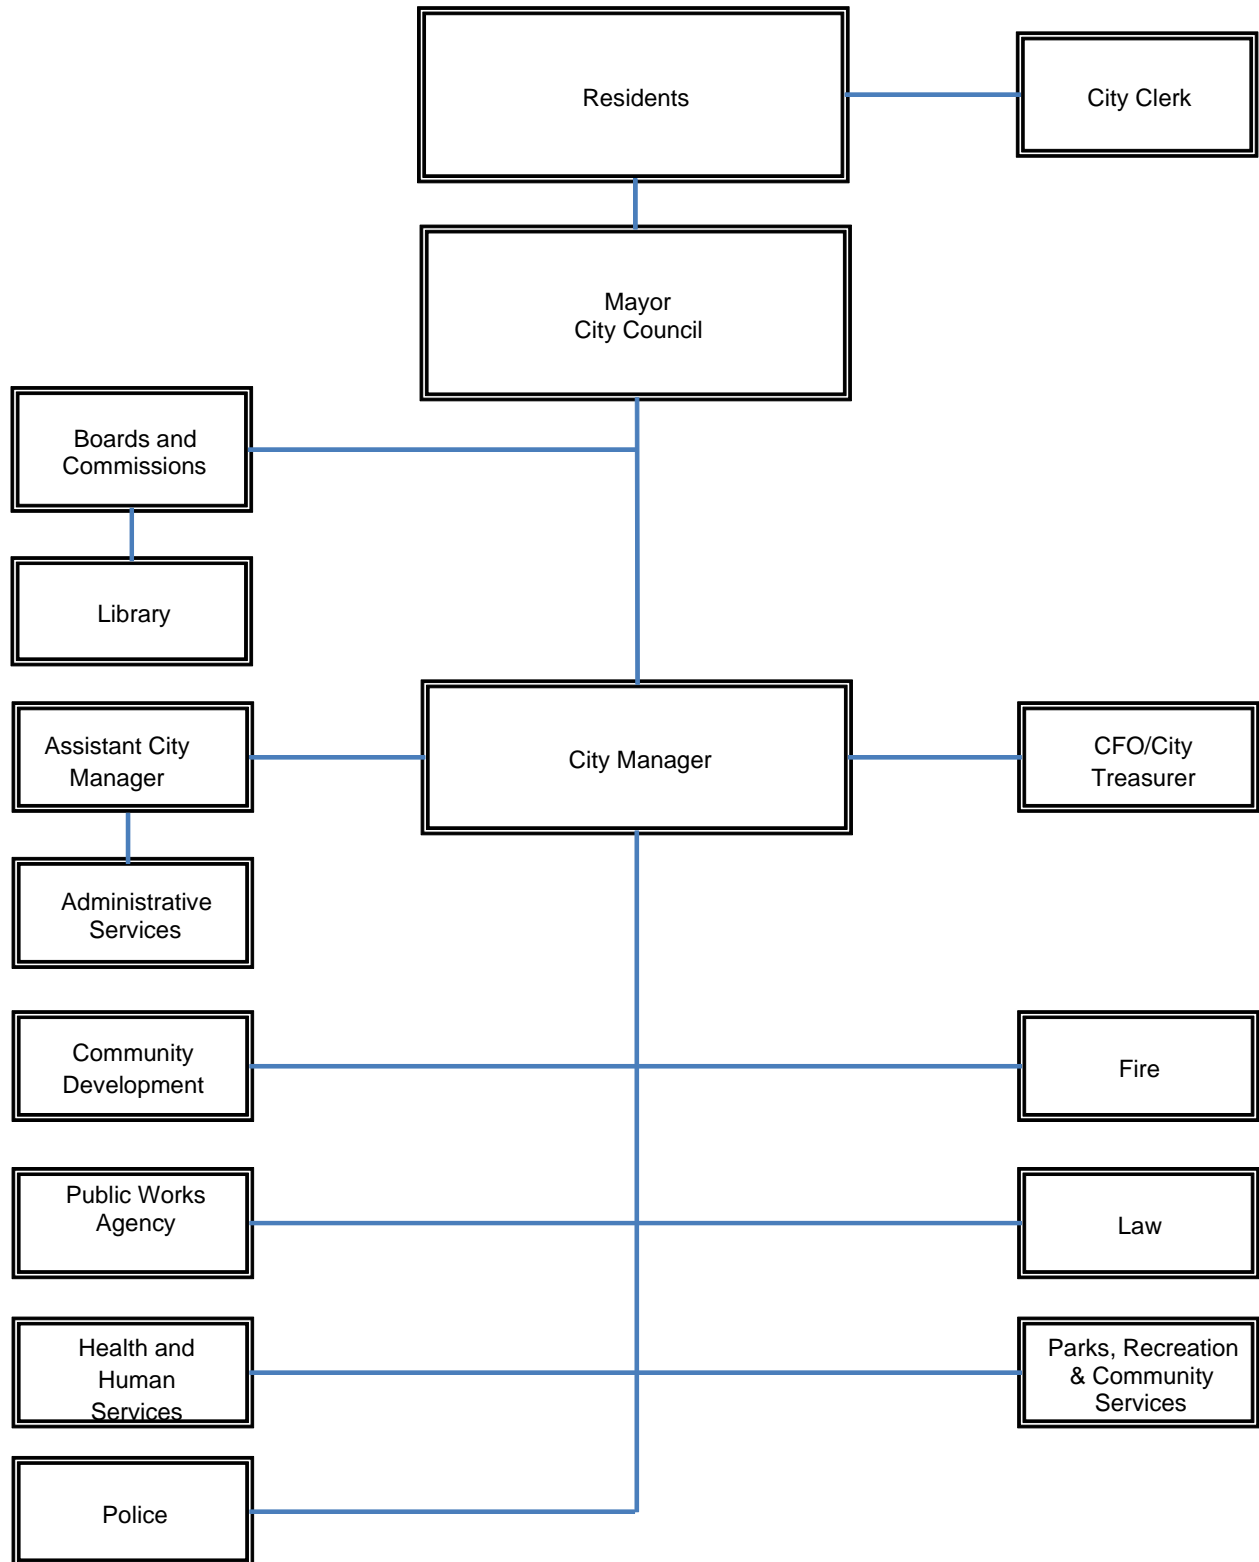 Residents
City Clerk
Mayor
City Council
Boards and
Commissions
Library
Assistant City
Manager
City Manager
CFO/City
Treasurer
Administrative
Services
Community
Development
Fire
Public Works
Agency
Law
Health and
Human
Services
Parks, Recreation
& Community
Services
Police